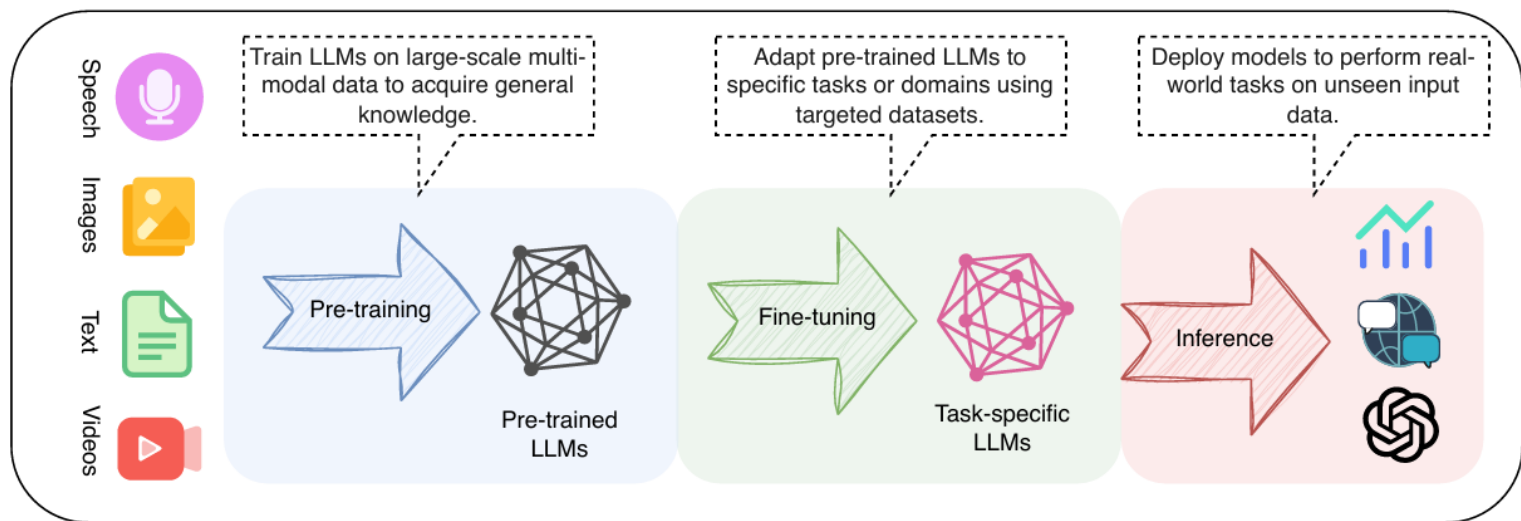 Speech
Images
Text
Videos
Train LLMs on large-scale multi-
modal data to acquire general
knowledge.
Pre-training
Pre-trained
LLMs
Adapt pre-trained LLMs to
specific tasks or domains using
targeted datasets.
Fine-tuning
Task-specific
LLMs
Deploy models to perform real-
world tasks on unseen input
data.
Inference